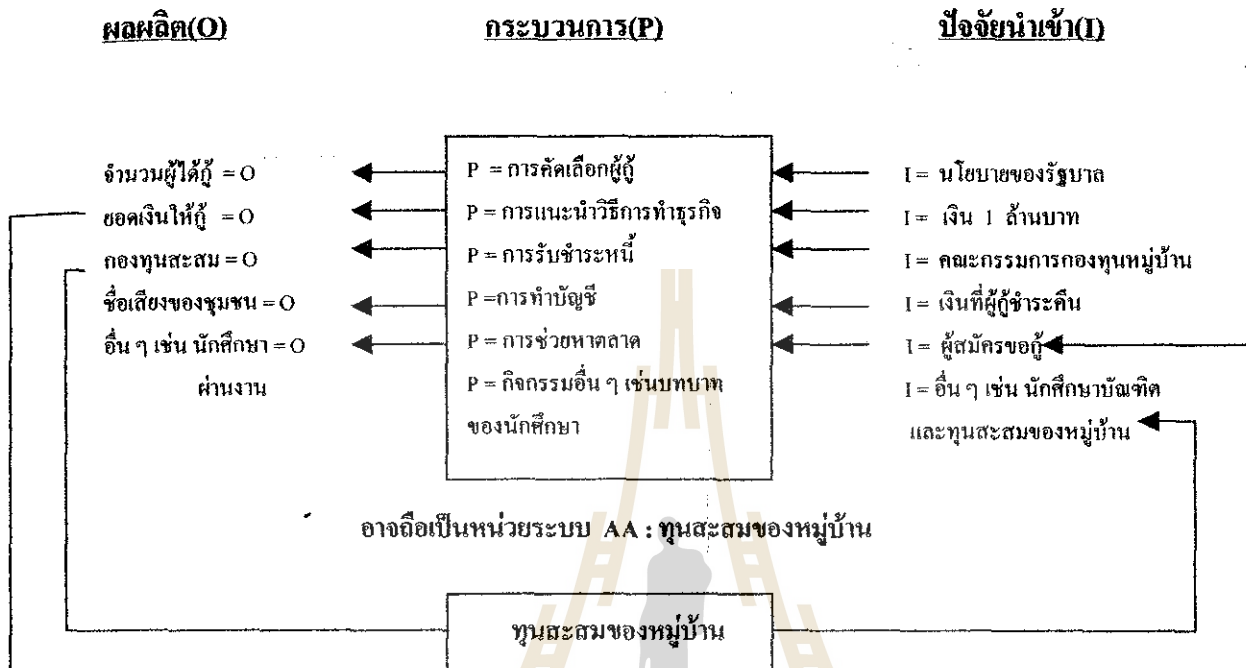 ผลผลิต(O)
กระบวนการ(P)
ปัจจัยนำเข้า(I)
จำนวนผู้ได้กู้ = O
ยอดเงินให้กู้ = O
กองทุนสะสม = O
ชื่อเสียงของชุมชน = O
อื่น ๆ เช่น นักศึกษา = O
ผ่านงาน
P = การคัดเลือกผู้กู้
P = การแนะนำวิธีการทำธุรกิจ
P = การรับชำระหนี้
P =การทำบัญชี
P = การช่วยหาตลาด
P = กิจกรรมอื่น ๆ เช่นบทบาท
ของนักศึกษา
I = นโยบายของรัฐบาล
I = เงิน 1 ล้านบาท
I = คณะกรรมการกองทุนหมู่บ้าน
I = เงินที่ผู้กู้ชำระคืน
I = ผู้สมัครขอกู้
I = อื่น ๆ เช่น นักศึกษาบัณฑิต
และทุนสะสมของหมู่บ้าน
อาจถือเป็นหน่วยระบบ AA : ทุนสะสมของหมู่บ้าน
ทุนสะสมของหมู่บ้าน